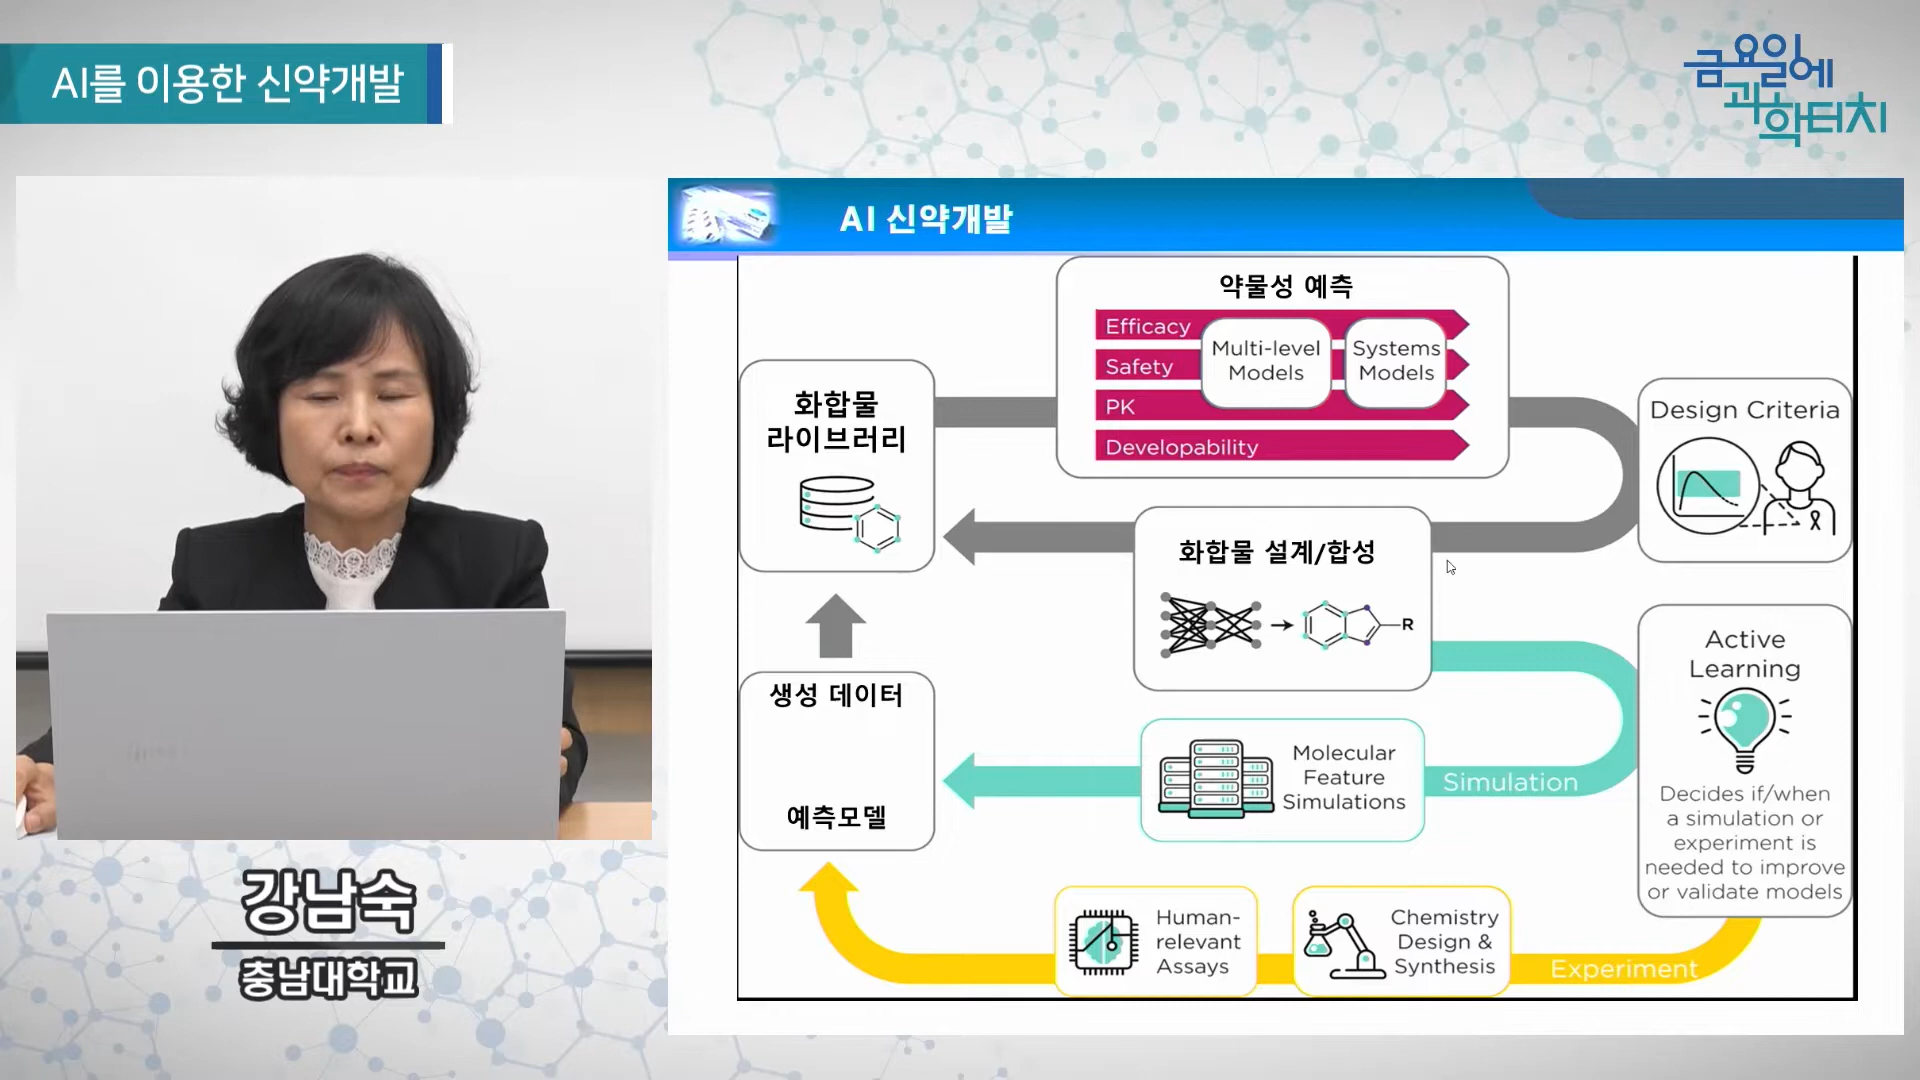 AI를 이용한 신약개발
금요일에
과학터치
AI 신약개발
약물성 예측
Efficacy
Safety
PK
Developability
Multi-level
Models
Systems
Models
화합물
라이브러리
Design Criteria
화합물 설계/합성
R
생성 데이터
예측모델
Molecular
Feature
Simulations
Simulation
Active
Learning
Decides if/when
a simulation or
experiment is
needed to improve
or validate models
Human-
relevant
Assays
Chemistry
Design &
Synthesis
Experiment
강남숙
충남대학교